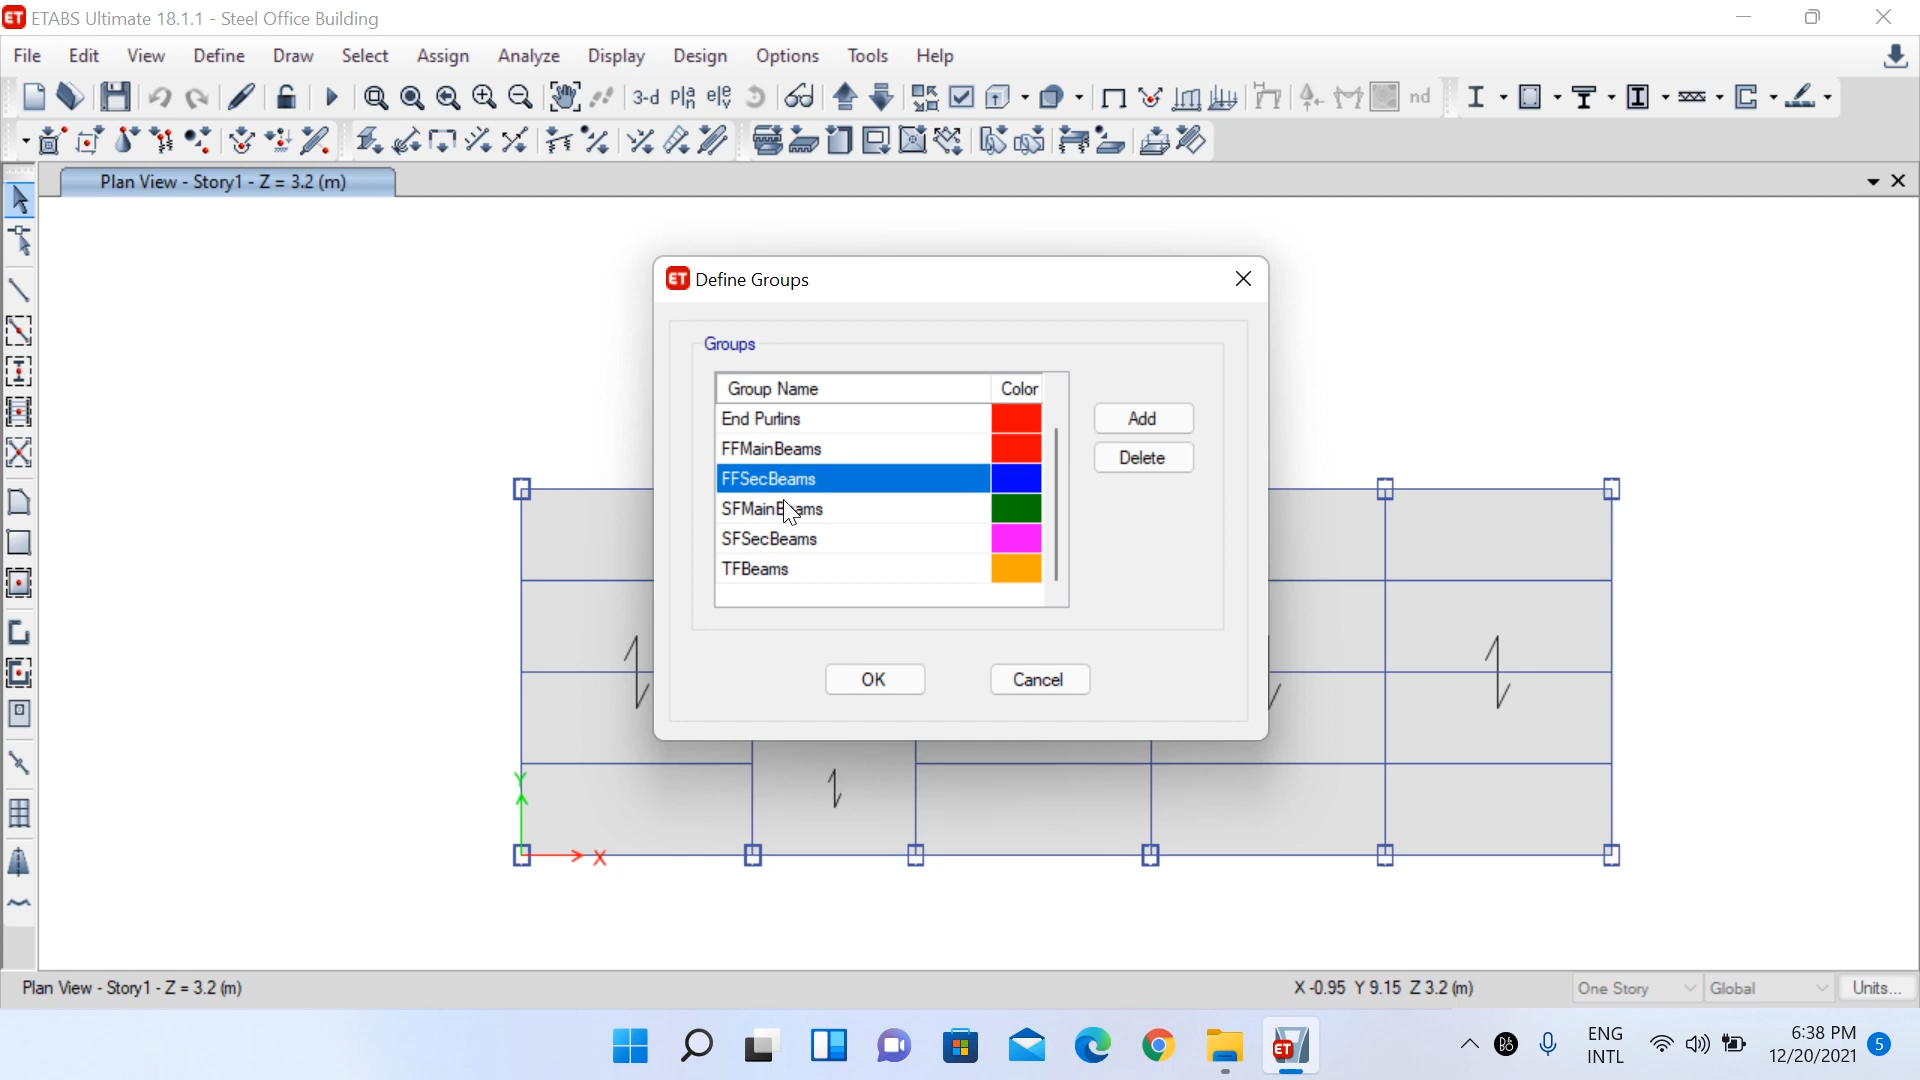 ET ETABS Ultimate 18.1.1 - Steel Office Building
File Edit View Define Draw Select Assign Analyze Display Design Options Tools Help
3-d nd
Plan View - Story1 - Z = 3.2 (m)
ET Define Groups
Groups
Group Name Color
End Purlins
FFMainBeams
FFSecBeams
SFMainBeams
SFSecBeams
TFBeams
Add
Delete
OK Cancel
Y
X
Plan View - Story1 - Z = 3.2 (m) X -0.95 Y 9.15 Z 3.2 (m) One Story Global Units...
ET
ENG
INTL
6:38 PM
12/20/2021
5